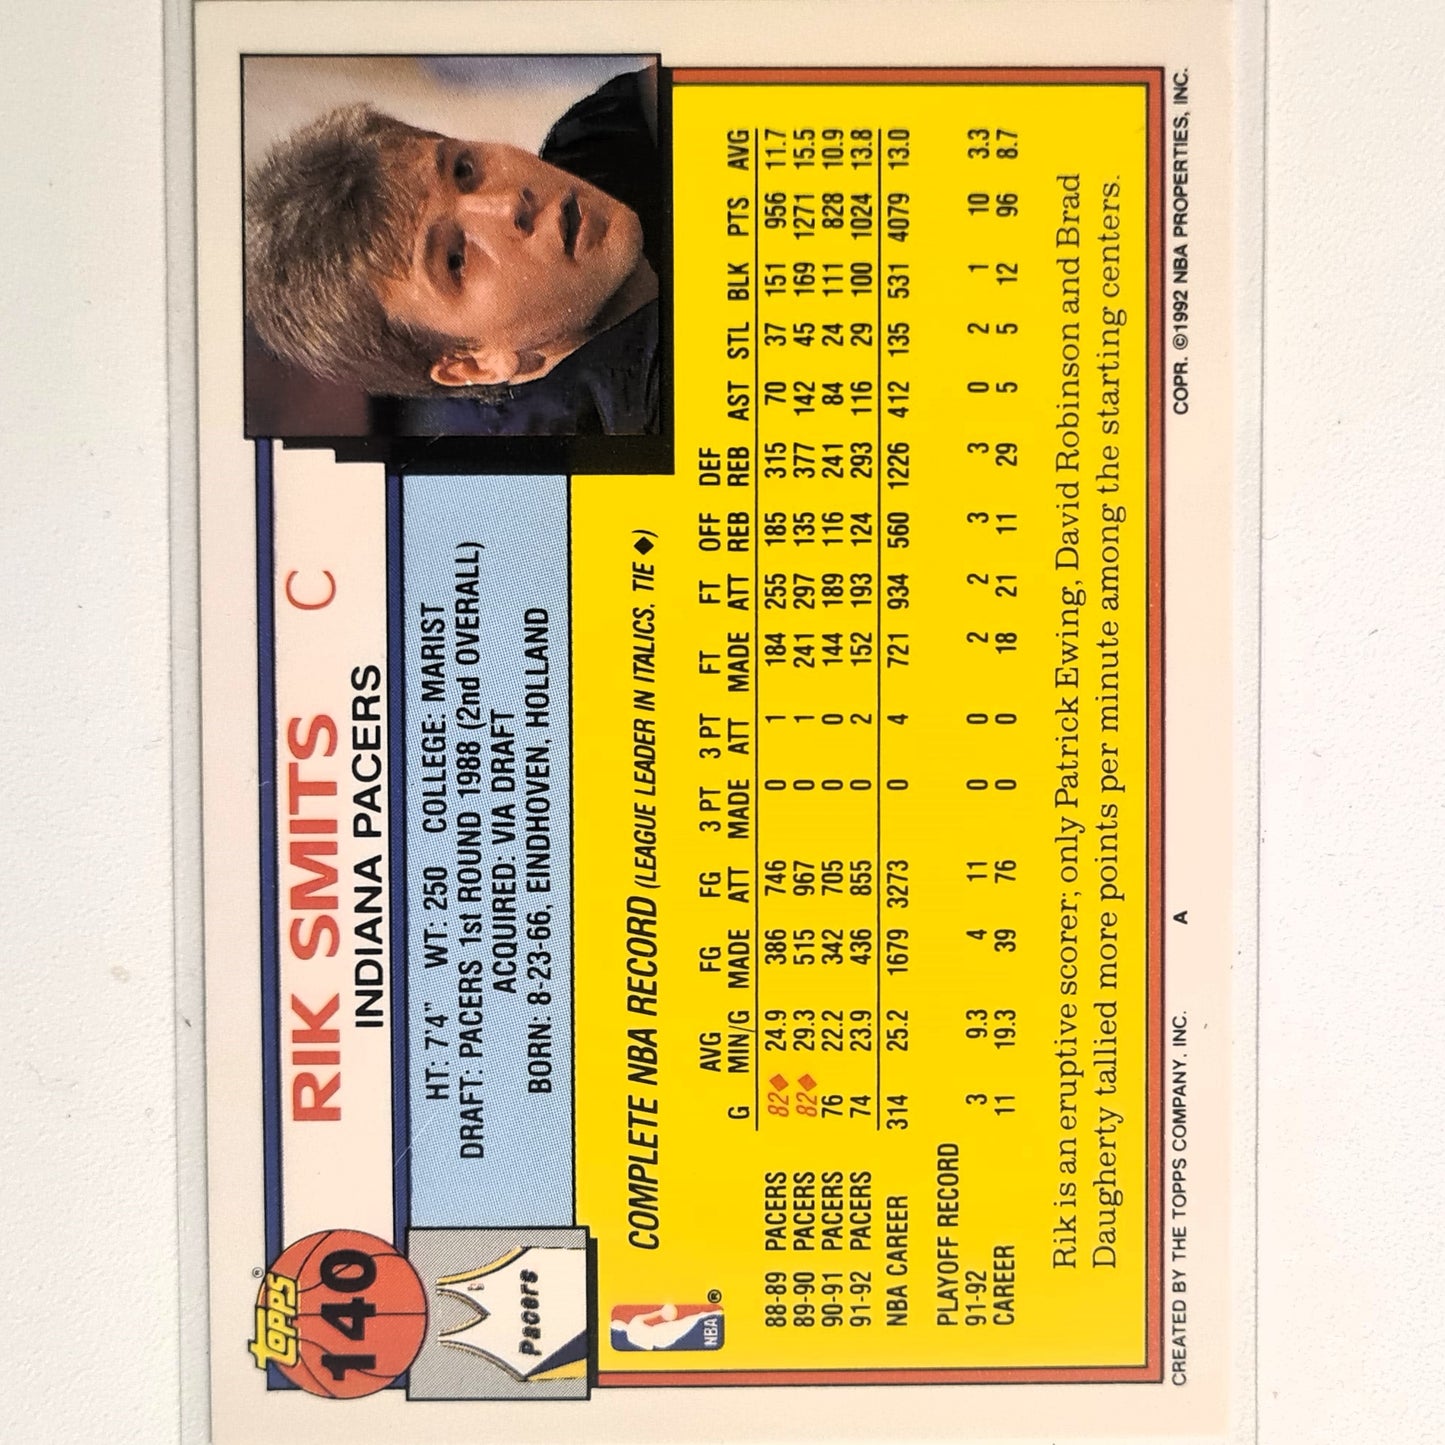 Topps ®
140
RIK SMITS C
INDIANA PACERS
HT: 7'4" WT: 250 COLLEGE: MARIST
DRAFT: PACERS 1st ROUND 1988 (2nd OVERALL)
ACQUIRED: VIA DRAFT
BORN: 8-23-66, EINDHOVEN, HOLLAND
Pacers
NBA ®
COMPLETE NBA RECORD (LEAGUE LEADER IN ITALICS, TIE ◆)
AVG FG FG 3 PT 3 PT FT FT OFF DEF
G MIN/G MADE ATT MADE ATT MADE ATT REB REB AST STL BLK PTS AVG
88-89 PACERS 82◆ 24.9 386 746 0 1 184 255 185 315 70 37 151 956 11.7
89-90 PACERS 82◆ 29.3 515 967 0 1 241 297 135 377 142 45 169 1271 15.5
90-91 PACERS 76 22.2 342 705 0 0 144 189 116 241 84 24 111 828 10.9
91-92 PACERS 74 23.9 436 855 0 2 152 193 124 293 116 29 100 1024 13.8
NBA CAREER 314 25.2 1679 3273 0 4 721 934 560 1226 412 135 531 4079 13.0
PLAYOFF RECORD
91-92 3 9.3 4 11 0 0 2 2 3 3 0 2 1 10 3.3
CAREER 11 19.3 39 76 0 0 18 21 11 29 5 5 12 96 8.7
Rik is an eruptive scorer; only Patrick Ewing, David Robinson and Brad
Daugherty tallied more points per minute among the starting centers.
CREATED BY THE TOPPS COMPANY, INC. A COPR. ©1992 NBA PROPERTIES, INC.